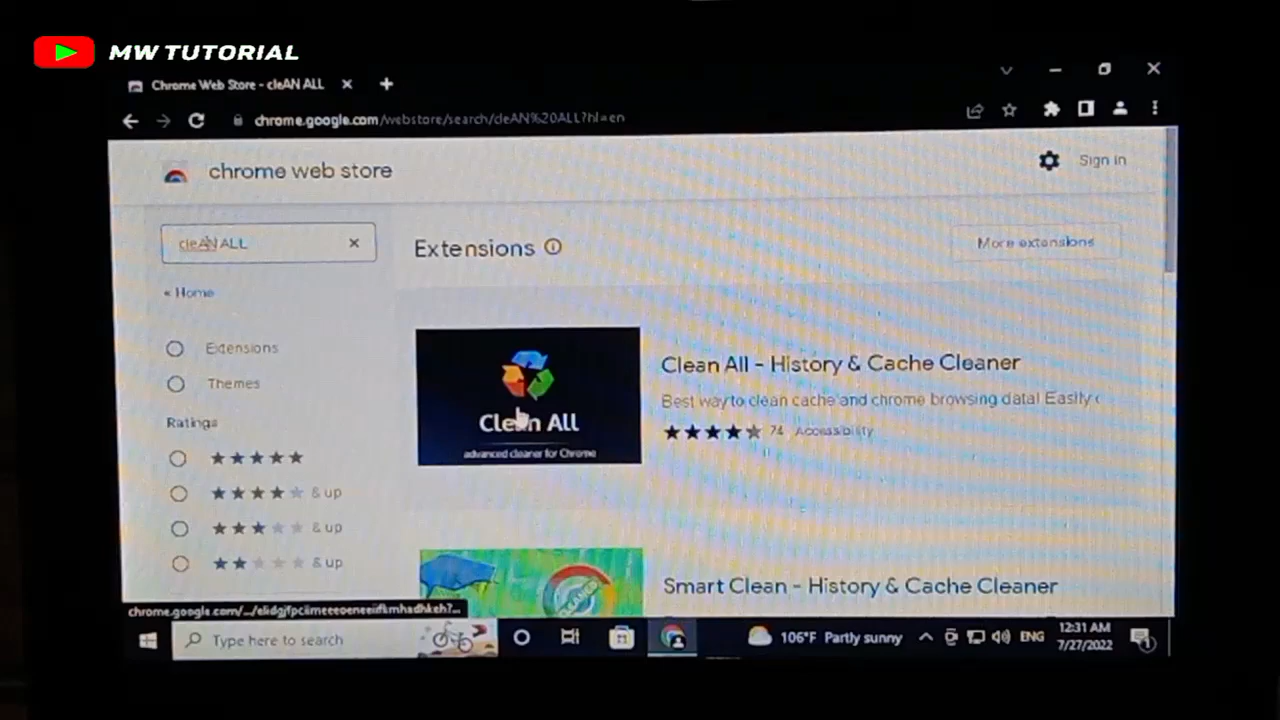 MW TUTORIAL
Chrome Web Store - cleAN ALL
chrome.google.com/webstore/search/cleAN%20ALL?hl=en
chrome web store
Sign in
cleAN ALL
Extensions
More extensions
« Home
Extensions
Themes
Clean All
advanced cleaner for Chrome
Clean All - History & Cache Cleaner
Best way to clean cache and chrome browsing data! Easily c
74 Accessibility
Ratings
& up
& up
& up
Smart Clean - History & Cache Cleaner
Type here to search
106°F Partly sunny
ENG
12:31 AM
7/27/2022
1